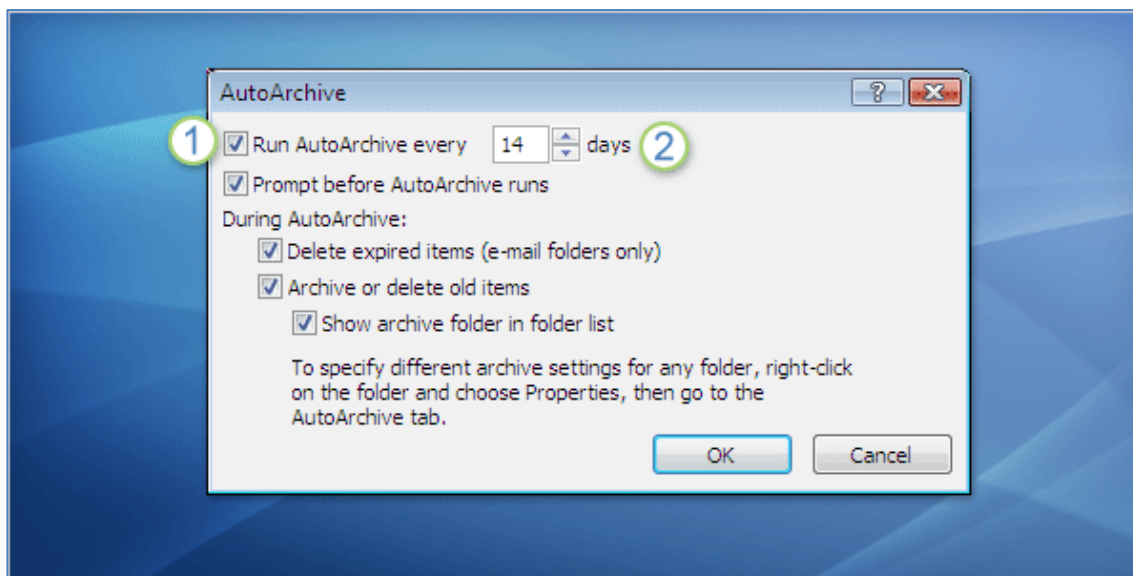 AutoArchive
1 Run AutoArchive every 14 days 2
Prompt before AutoArchive runs
During AutoArchive:
Delete expired items (e-mail folders only)
Archive or delete old items
Show archive folder in folder list
To specify different archive settings for any folder, right-click
on the folder and choose Properties, then go to the
AutoArchive tab.
OK Cancel